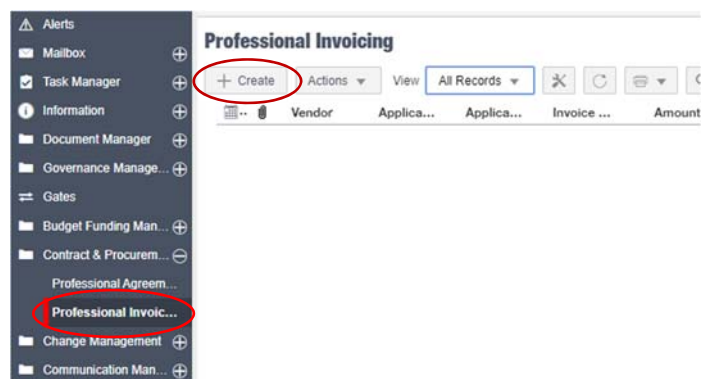 Alerts
Mailbox
Task Manager
Information
Document Manager
Governance Manage...
Gates
Budget Funding Man...
Contract & Procurem...
Professional Agreem...
Professional Invoic...
Change Management
Communication Man...
Professional Invoicing
+ Create Actions View All Records
Vendor Applica... Applica... Invoice ... Amount